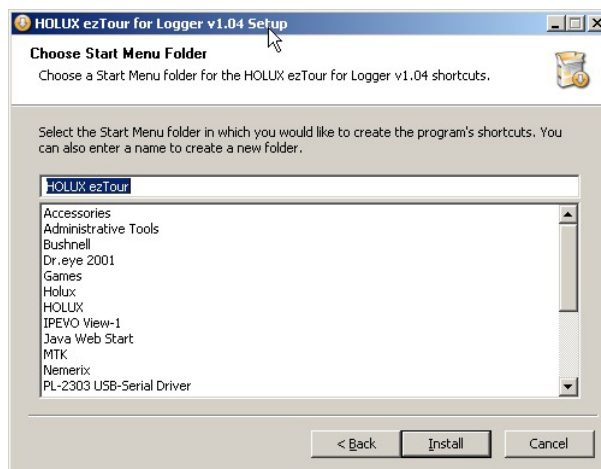 HOLUX ezTour for Logger v1.04 Setup
Choose Start Menu Folder
Choose a Start Menu folder for the HOLUX ezTour for Logger v1.04 shortcuts.
Select the Start Menu folder in which you would like to create the program's shortcuts. You
can also enter a name to create a new folder.
HOLUX ezTour
Accessories
Administrative Tools
Bushnell
Dr.eye 2001
Games
Holux
HOLUX
IPEVO View-1
Java Web Start
MTK
Nemerix
PL-2303 USB-Serial Driver
< Back Install Cancel